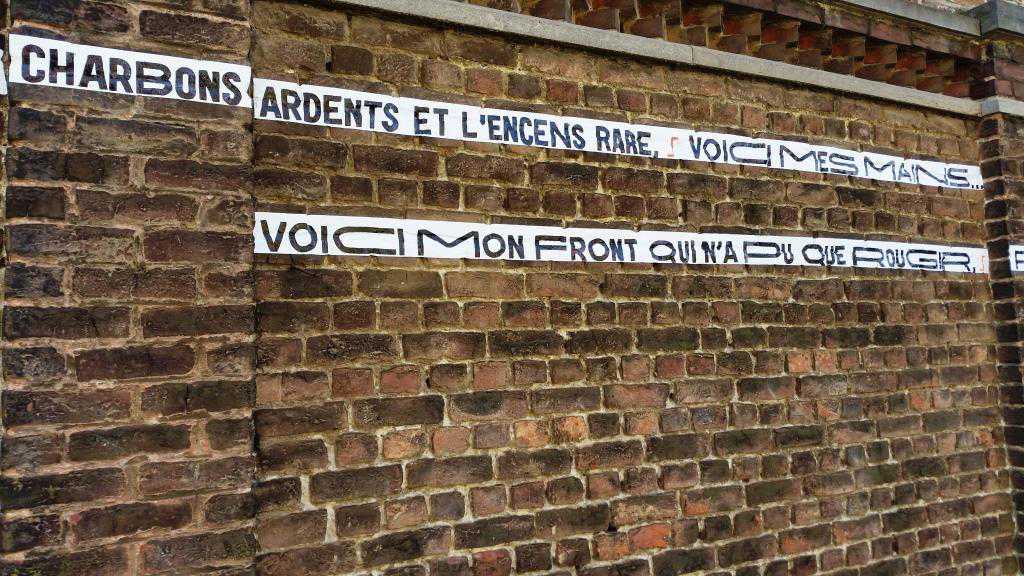 CHARBONS ARDENTS ET L'ENCENS RARE, VOICI MES MAINS...
VOICI MON FRONT QUI N'A PU QUE ROUGIR,